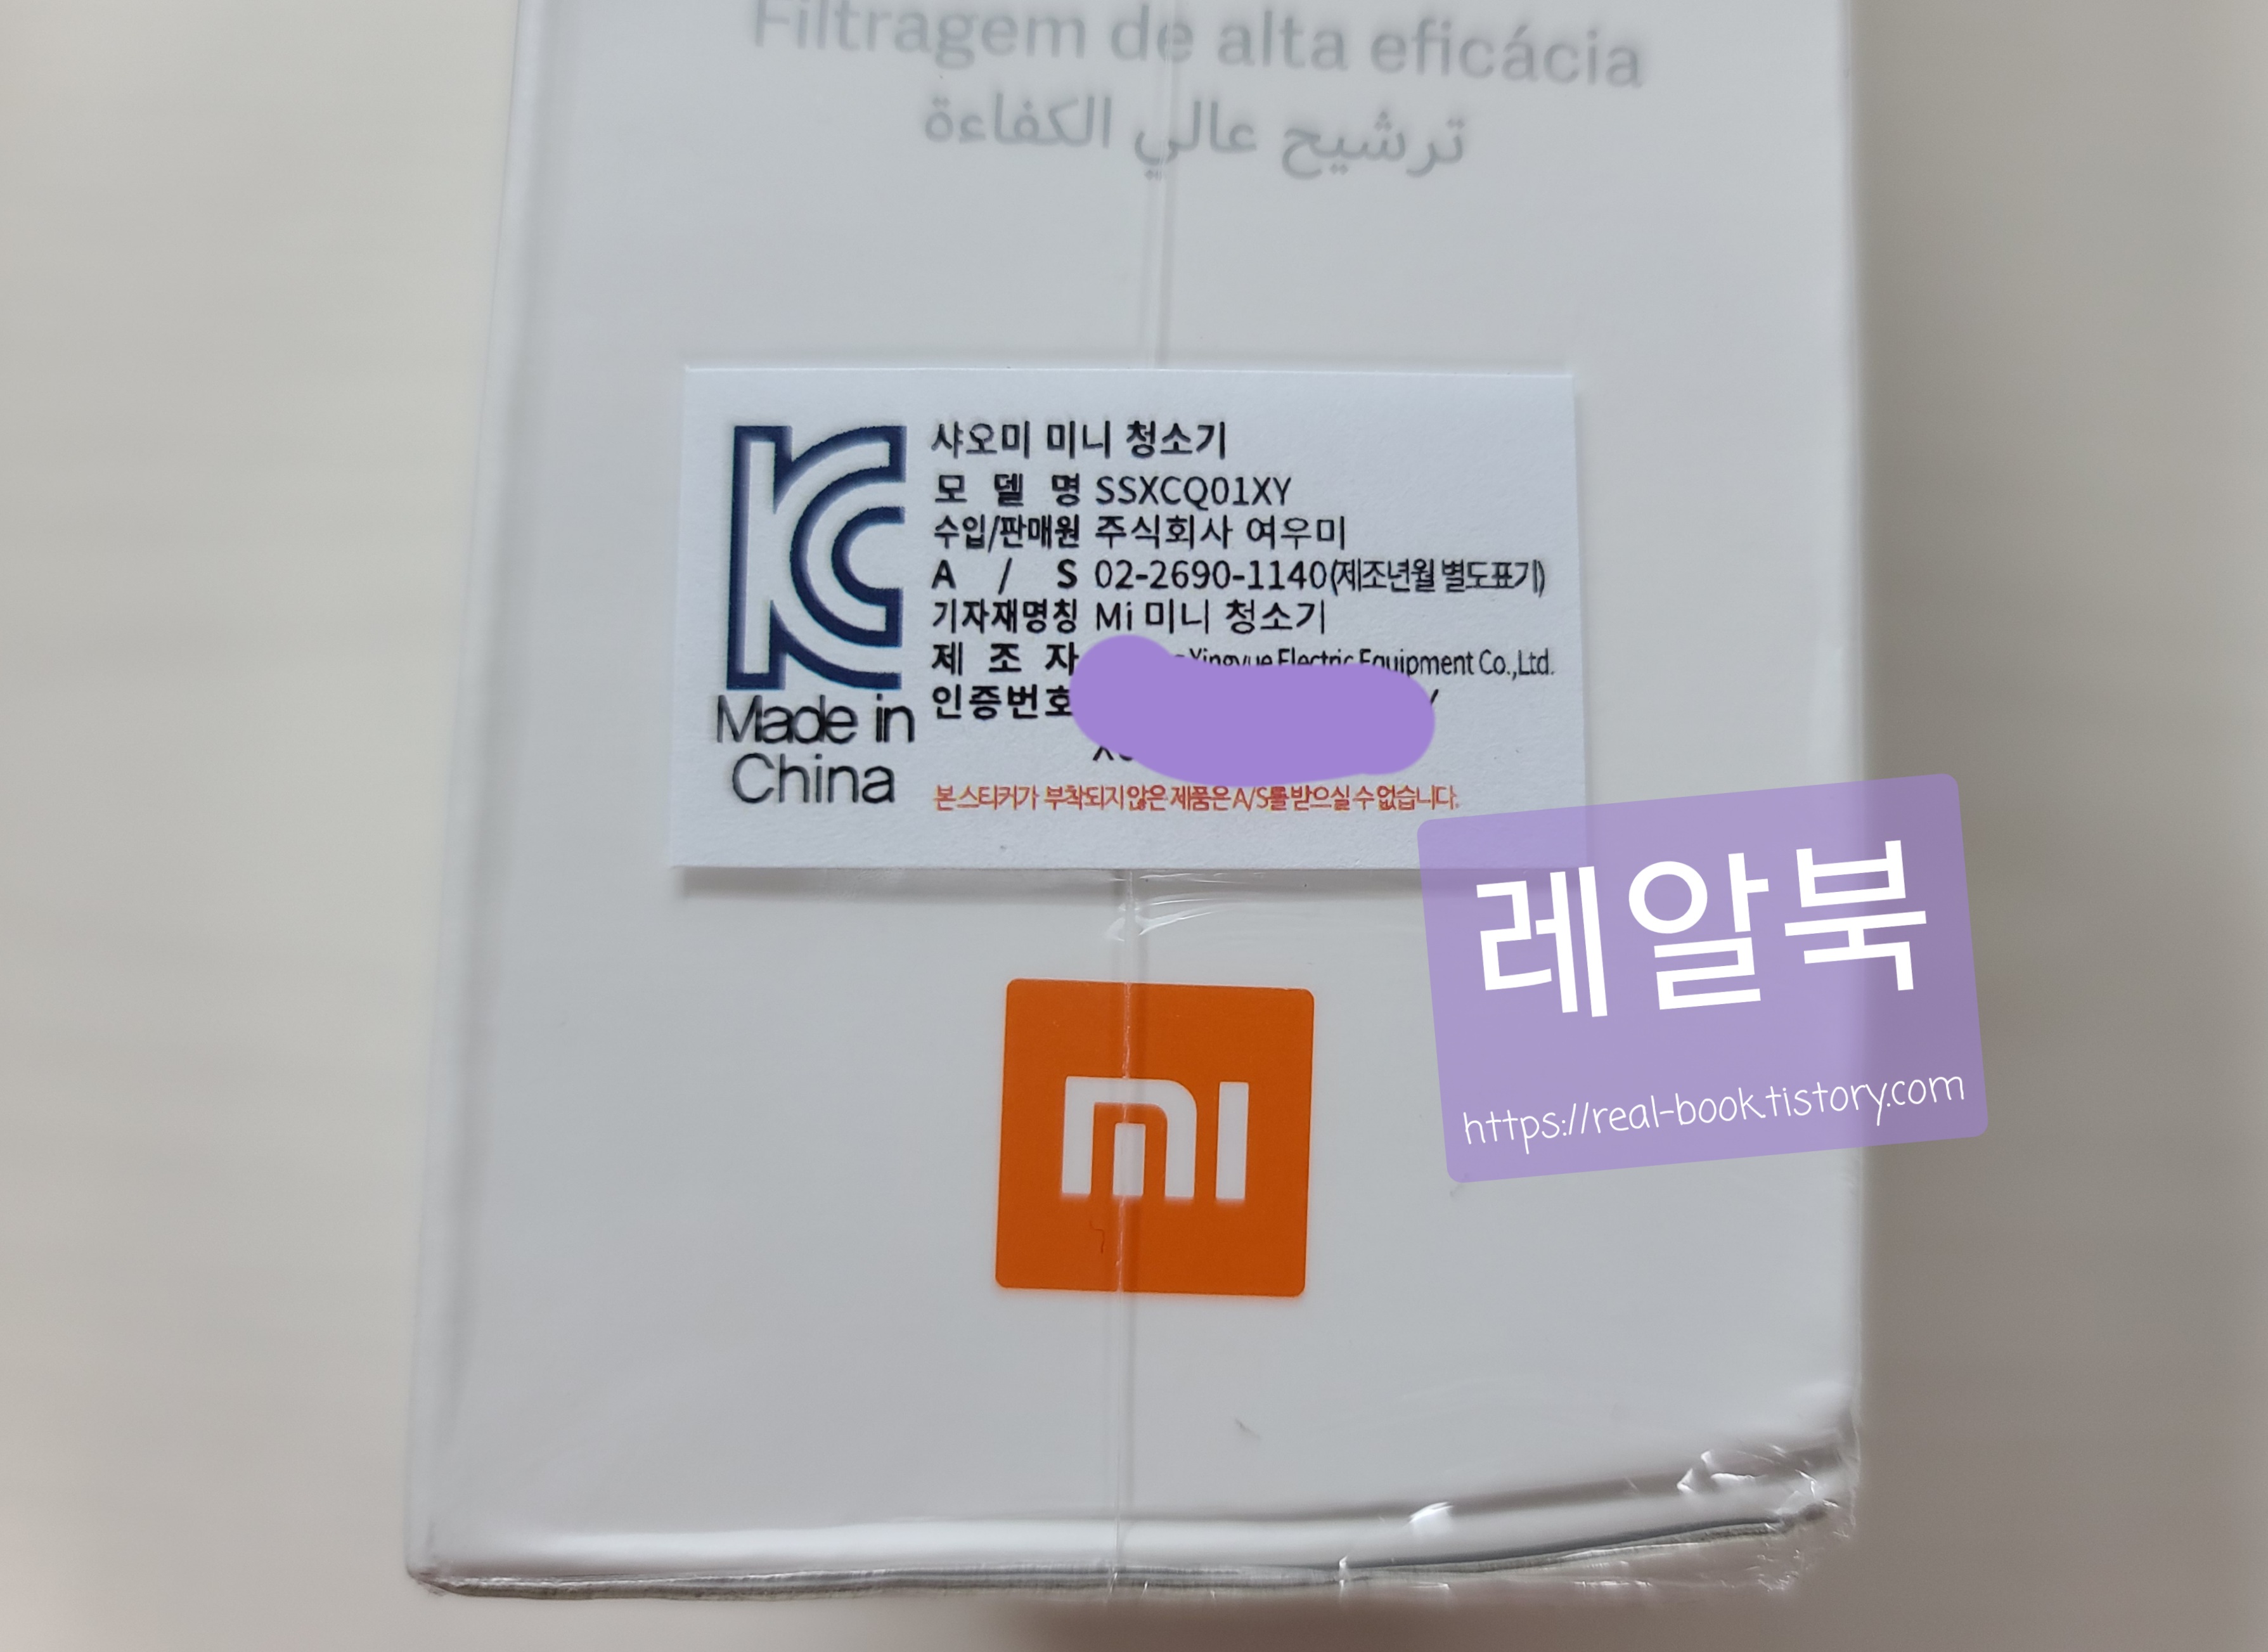 Filtragem de alta eficácia
ترشيح عالي الكفاءة
샤오미 미니 청소기
모 델 명 SSXCQ01XY
수입/판매원 주식회사 여우미
A / S 02-2690-1140(제조년월 별도표기)
기자재명칭 Mi 미니 청소기
제 조 자 Xingyue Electric Equipment Co.,Ltd.
인증번호
본 스티커가 부착되지 않은 제품은 A/S를 받으실 수 없습니다.
Made in
China
mi
레알북
https://real-book.tistory.com